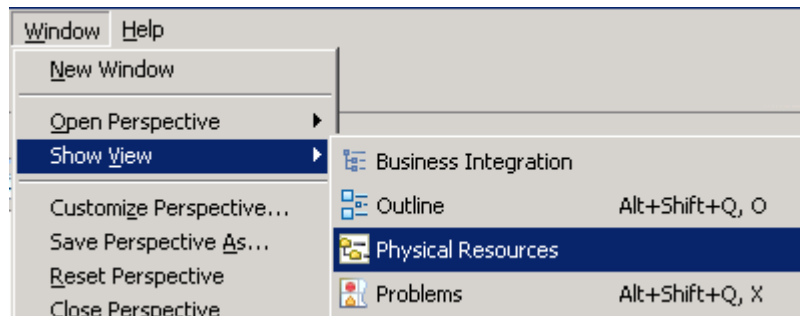 Window Help
New Window
Open Perspective
Show View
Business Integration
Outline Alt+Shift+Q, O
Customize Perspective...
Save Perspective As...
Physical Resources
Reset Perspective
Problems Alt+Shift+Q, X
Close Perspective